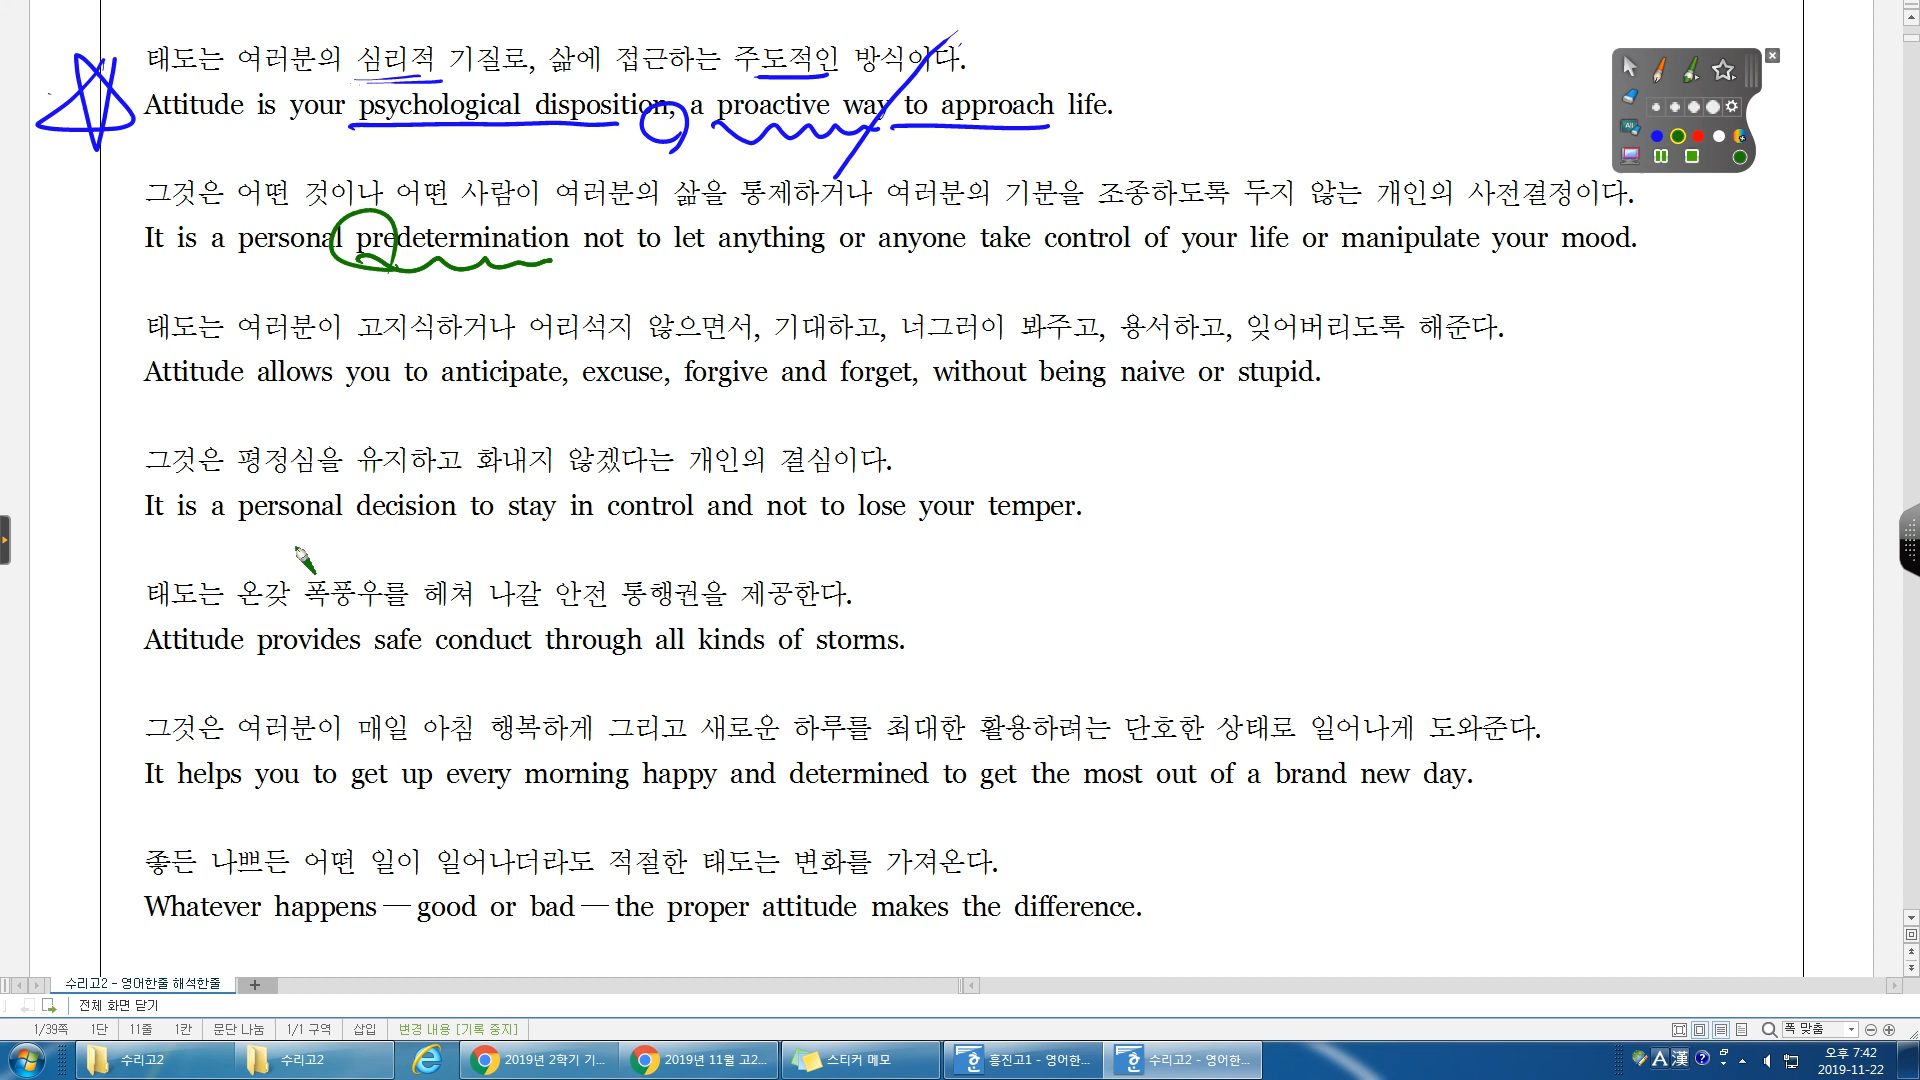 태도는 여러분의 심리적 기질로, 삶에 접근하는 주도적인 방식이다.
Attitude is your psychological disposition, a proactive way to approach life.
그것은 어떤 것이나 어떤 사람이 여러분의 삶을 통제하거나 여러분의 기분을 조종하도록 두지 않는 개인의 사전결정이다.
It is a personal predetermination not to let anything or anyone take control of your life or manipulate your mood.
태도는 여러분이 고지식하거나 어리석지 않으면서, 기대하고, 너그러이 봐주고, 용서하고, 잊어버리도록 해준다.
Attitude allows you to anticipate, excuse, forgive and forget, without being naive or stupid.
그것은 평정심을 유지하고 화내지 않겠다는 개인의 결심이다.
It is a personal decision to stay in control and not to lose your temper.
태도는 온갖 폭풍우를 헤쳐 나갈 안전 통행권을 제공한다.
Attitude provides safe conduct through all kinds of storms.
그것은 여러분이 매일 아침 행복하게 그리고 새로운 하루를 최대한 활용하려는 단호한 상태로 일어나게 도와준다.
It helps you to get up every morning happy and determined to get the most out of a brand new day.
좋든 나쁘든 어떤 일이 일어나더라도 적절한 태도는 변화를 가져온다.
Whatever happens — good or bad — the proper attitude makes the difference.
수리고2 - 영어한줄 해석한줄
전체 화면 닫기
1/39쪽 1단 11줄 1칸 문단 나눔 1/1 구역 삽입 변경 내용 [기록 중지] 폭 맞춤
수리고2 수리고2 2019년 2학기 기... 2019년 11월 고2... 스티커 메모 흥진고1 - 영어한... 수리고2 - 영어한... A 漢 오후 7:42
2019-11-22